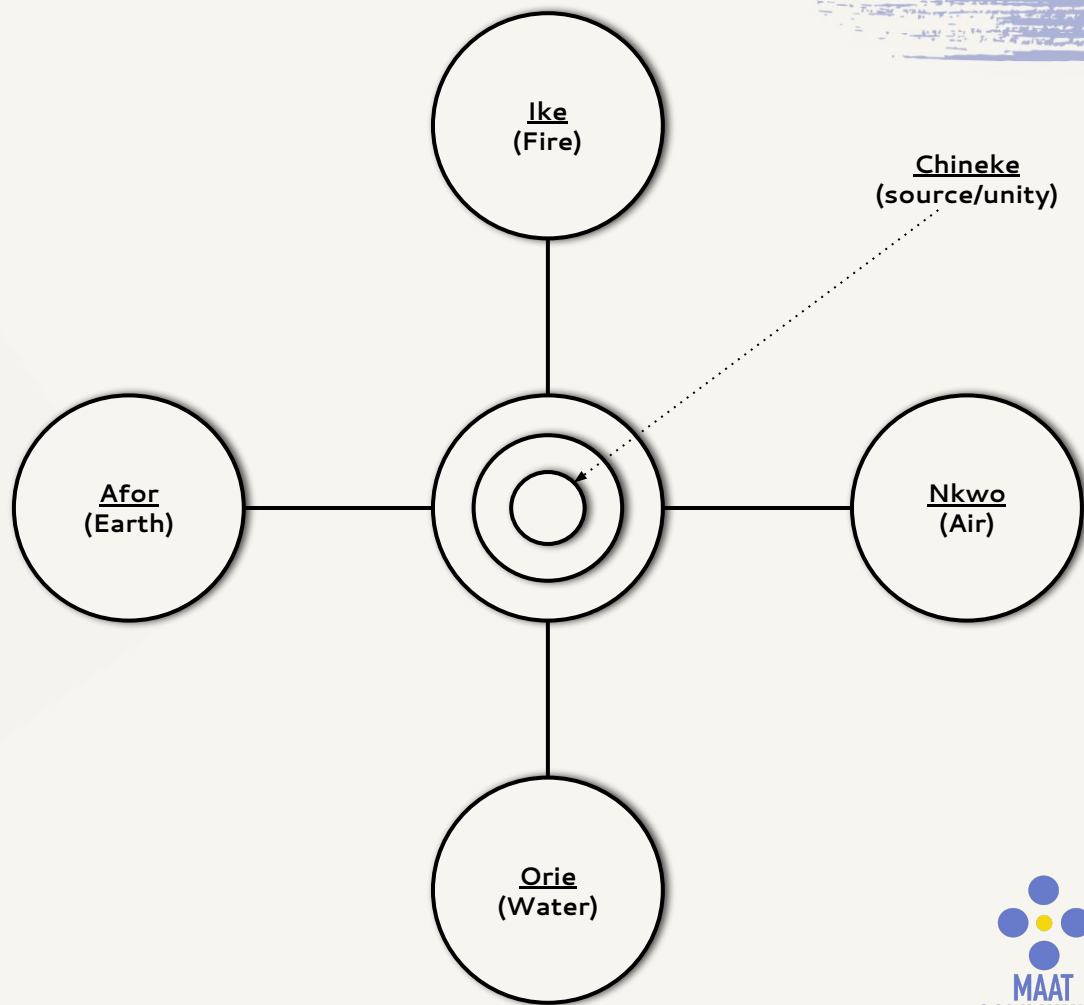 Ike
(Fire)
Chineke
(source/unity)
Afor
(Earth)
Nkwo
(Air)
Orie
(Water)
MAAT